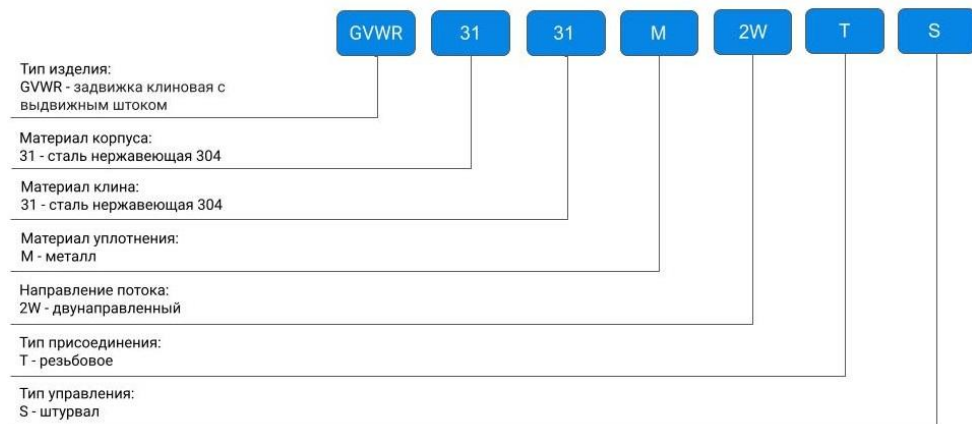 GVWR 31 31 M 2W T S
Тип изделия:
GVWR - задвижка клиновая с
выдвижным штоком
Материал корпуса:
31 - сталь нержавеющая 304
Материал клина:
31 - сталь нержавеющая 304
Материал уплотнения:
М - металл
Направление потока:
2W - двунаправленный
Тип присоединения:
Т - резьбовое
Тип управления:
S - штурвал